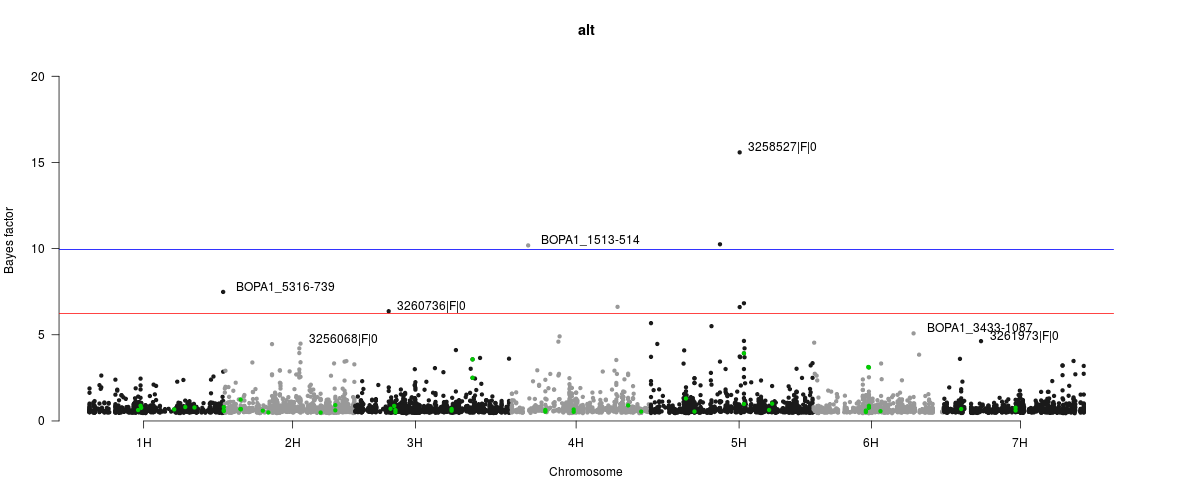 alt
20
3258527|F|0
15
BOPA1_1513-514
10
BOPA1_5316-739
3260736|F|0
BOPA1_3433-1087
3261973|F|0
3256068|F|0
5
0
Bayes factor
1H 2H 3H 4H 5H 6H 7H
Chromosome